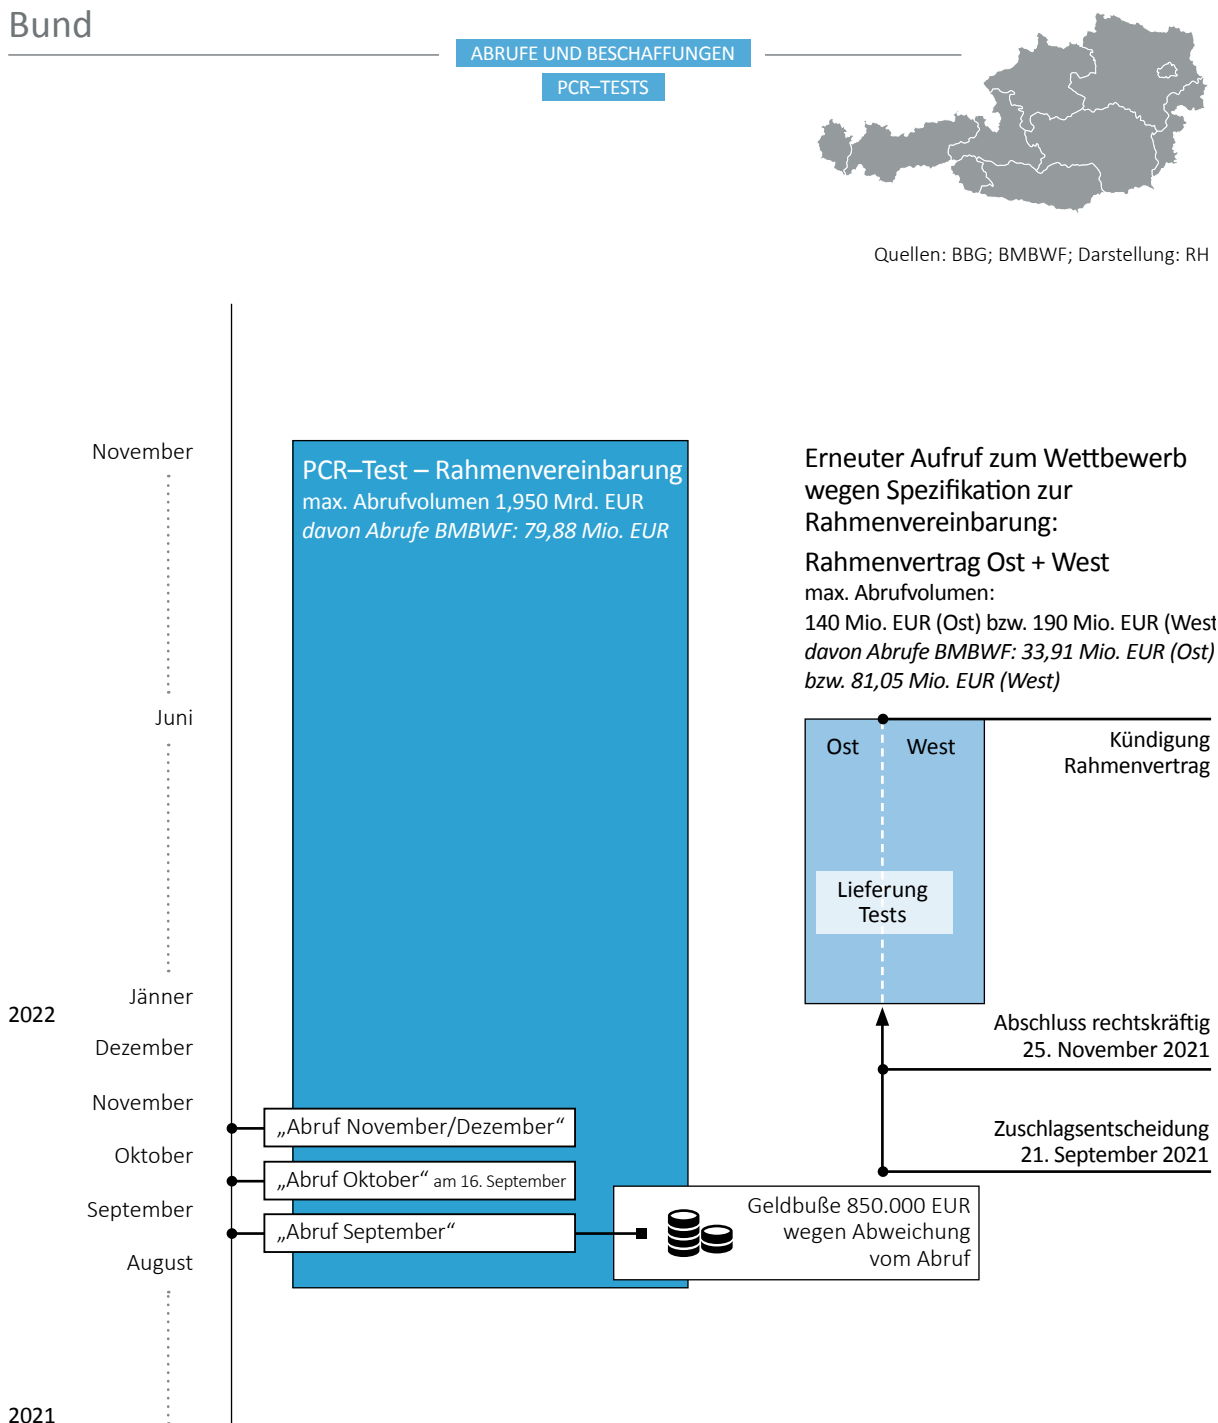 Bund
ABRUFE UND BESCHAFFUNGEN
PCR–TESTS
Quellen: BBG; BMBWF; Darstellung: RH
November
Juni
Jänner
2022
Dezember
November
Oktober
September
August
2021
PCR–Test – Rahmenvereinbarung
max. Abrufvolumen 1,950 Mrd. EUR
davon Abrufe BMBWF: 79,88 Mio. EUR
„Abruf November/Dezember“
„Abruf Oktober“ am 16. September
„Abruf September“
Geldbuße 850.000 EUR
wegen Abweichung
vom Abruf
Erneuter Aufruf zum Wettbewerb
wegen Spezifikation zur
Rahmenvereinbarung:
Rahmenvertrag Ost + West
max. Abrufvolumen:
140 Mio. EUR (Ost) bzw. 190 Mio. EUR (West
davon Abrufe BMBWF: 33,91 Mio. EUR (Ost)
bzw. 81,05 Mio. EUR (West)
Ost West
Kündigung
Rahmenvertrag
Lieferung
Tests
Abschluss rechtskräftig
25. November 2021
Zuschlagsentscheidung
21. September 2021